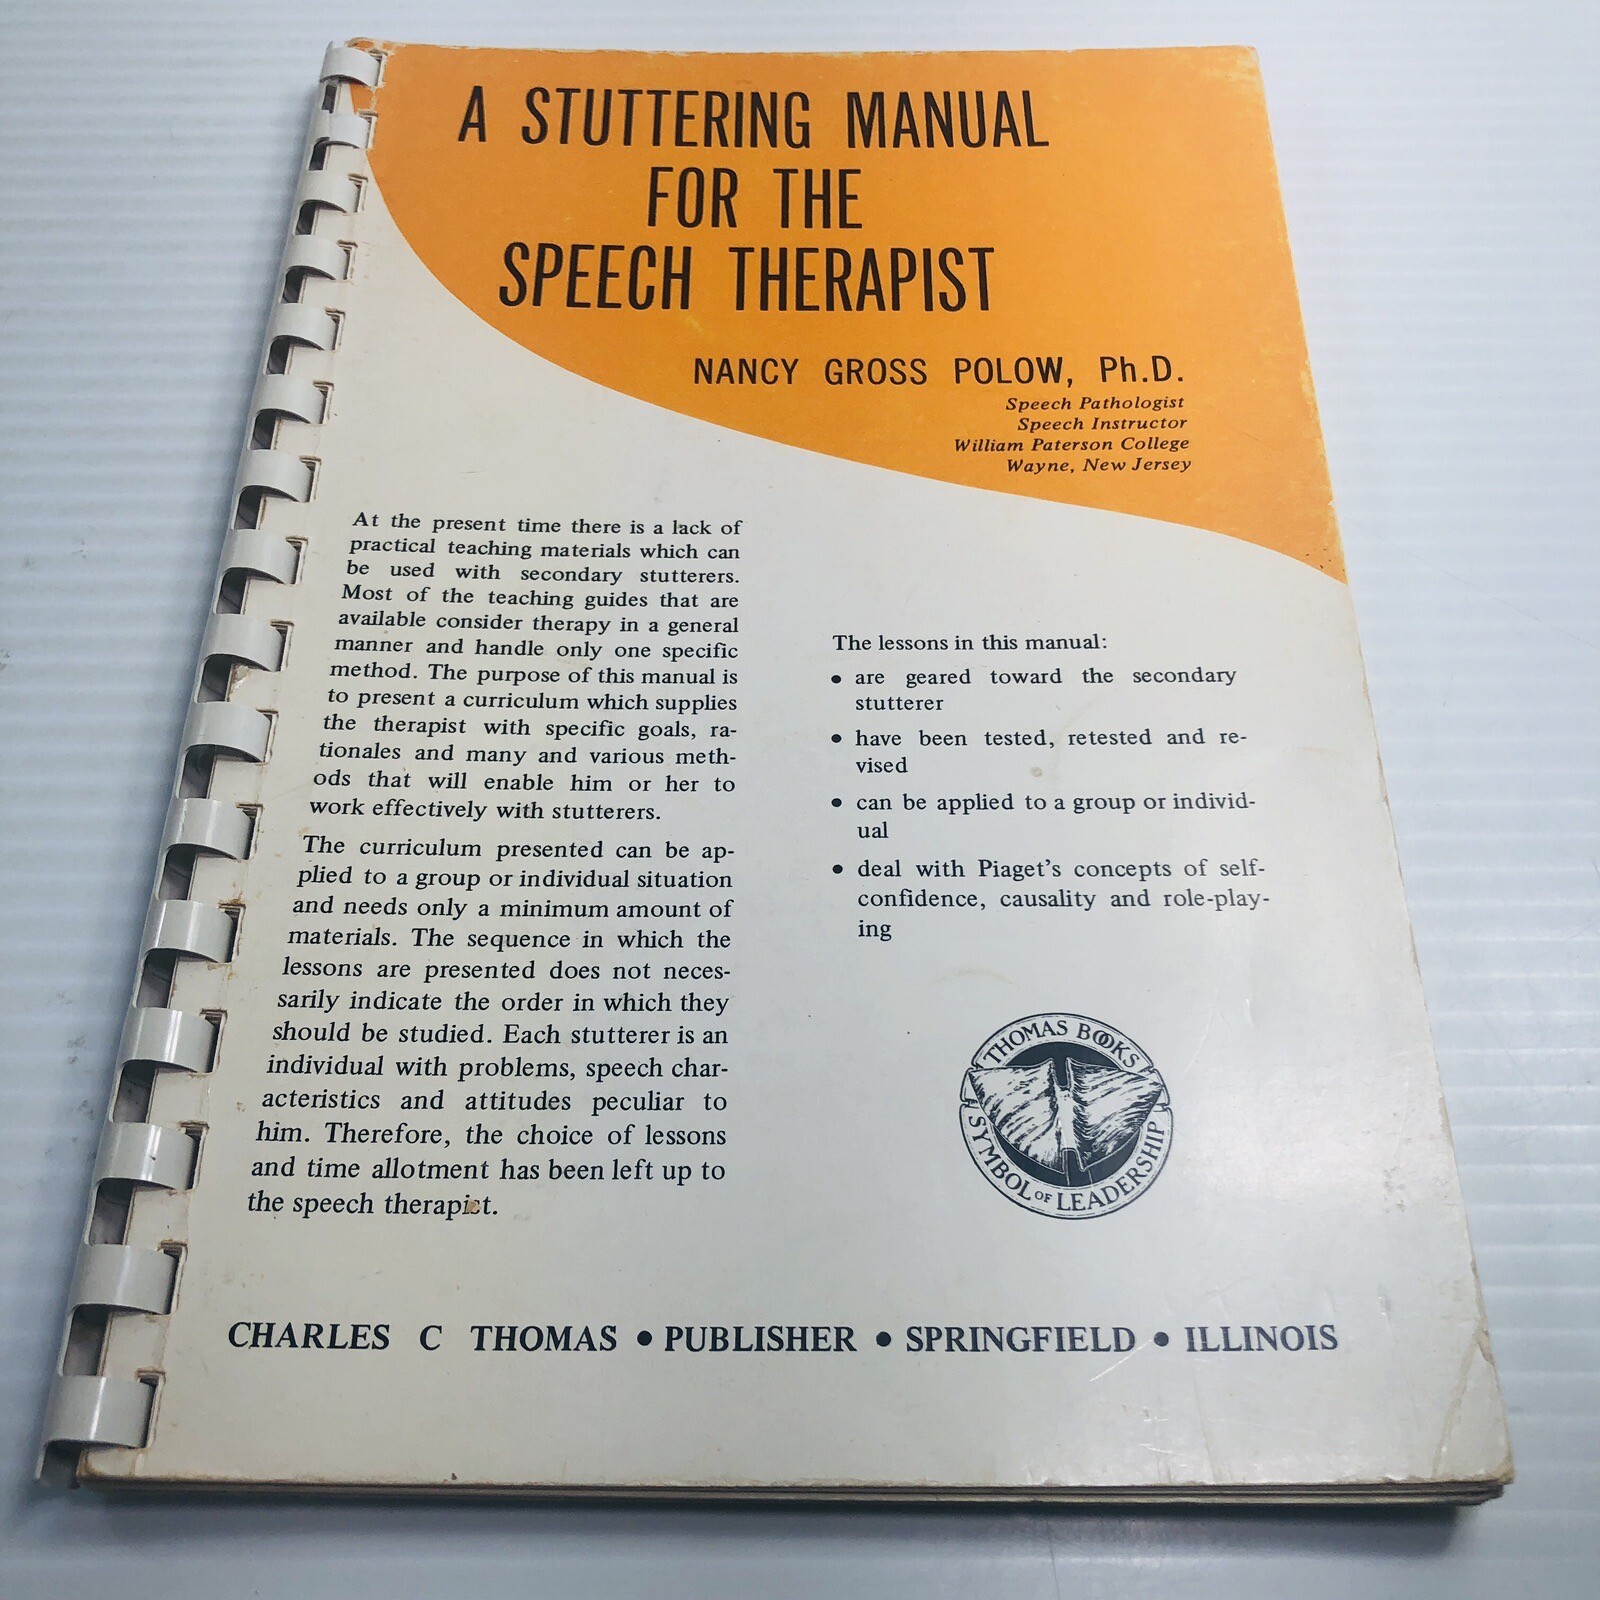 A STUTTERING MANUAL
FOR THE
SPEECH THERAPIST
NANCY GROSS POLOW, Ph.D.
Speech Pathologist
Speech Instructor
William Paterson College
Wayne, New Jersey
At the present time there is a lack of
practical teaching materials which can
be used with secondary stutterers.
Most of the teaching guides that are
available consider therapy in a general
manner and handle only one specific
method. The purpose of this manual is
to present a curriculum which supplies
the therapist with specific goals, ra-
tionales and many and various meth-
ods that will enable him or her to
work effectively with stutterers.
The curriculum presented can be ap-
plied to a group or individual situation
and needs only a minimum amount of
materials. The sequence in which the
lessons are presented does not neces-
sarily indicate the order in which they
should be studied. Each stutterer is an
individual with problems, speech char-
acteristics and attitudes peculiar to
him. Therefore, the choice of lessons
and time allotment has been left up to
the speech therapist.
The lessons in this manual:
• are geared toward the secondary
stutterer
• have been tested, retested and re-
vised
• can be applied to a group or individ-
ual
• deal with Piaget's concepts of self-
confidence, causality and role-play-
ing
THOMAS BOOKS
SYMBOL OF LEADERSHIP
CHARLES C THOMAS • PUBLISHER • SPRINGFIELD • ILLINOIS